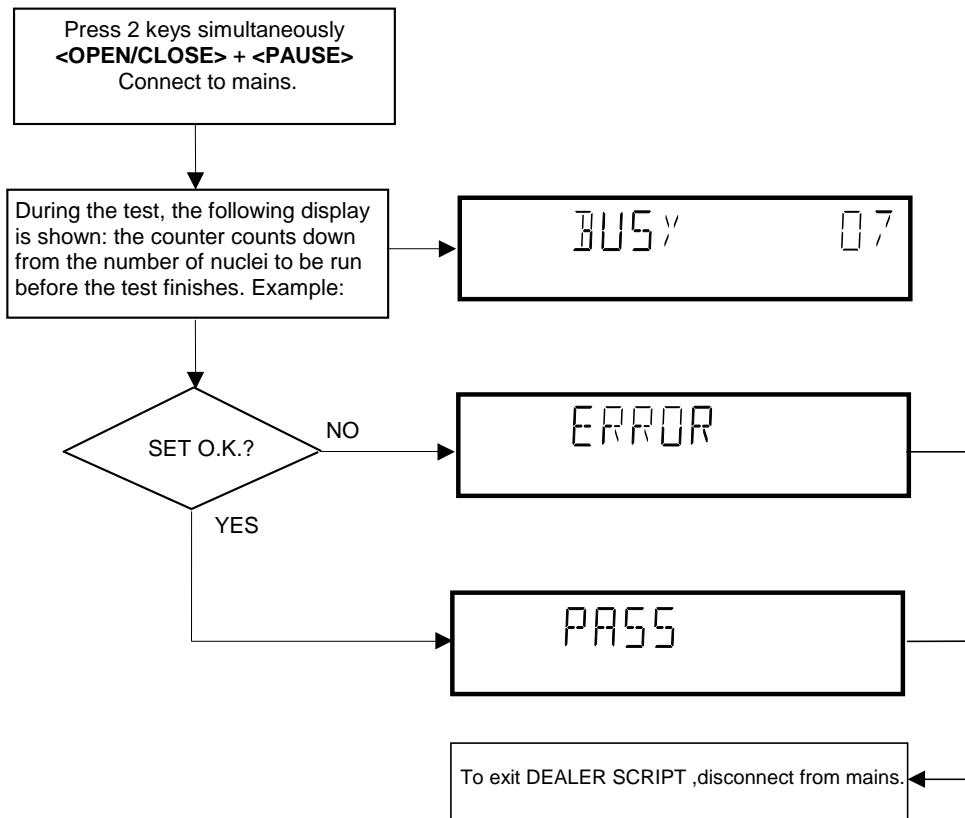 Press 2 keys simultaneously
<OPEN/CLOSE> + <PAUSE>
Connect to mains.
During the test, the following display
is shown: the counter counts down
from the number of nuclei to be run
before the test finishes. Example:
BUSY 07
SET O.K.?
NO
ERROR
YES
PASS
To exit DEALER SCRIPT ,disconnect from mains.